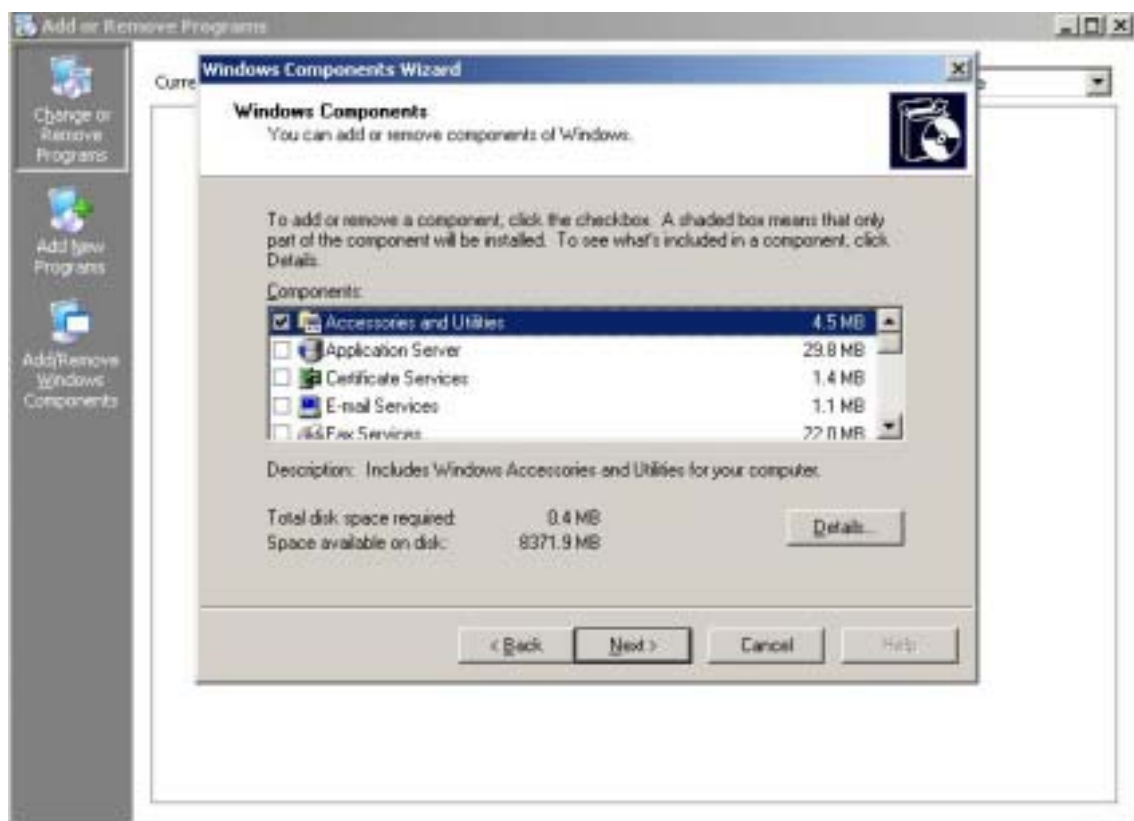 Add or Remove Programs
Change or
Remove
Programs
Add New
Programs
Add/Remove
Windows
Components
Curre
Windows Components Wizard
Windows Components
You can add or remove components of Windows.
To add or remove a component, click the checkbox. A shaded box means that only
part of the component will be installed. To see what's included in a component, click
Details.
Components:
Accessories and Utilities 4.5 MB
Application Server 29.8 MB
Certificate Services 1.4 MB
E-mail Services 1.1 MB
Fax Services 22.0 MB
Description: Includes Windows Accessories and Utilities for your computer.
Total disk space required: 0.4 MB
Space available on disk: 8371.9 MB
Details...
< Back
Next >
Cancel
Help